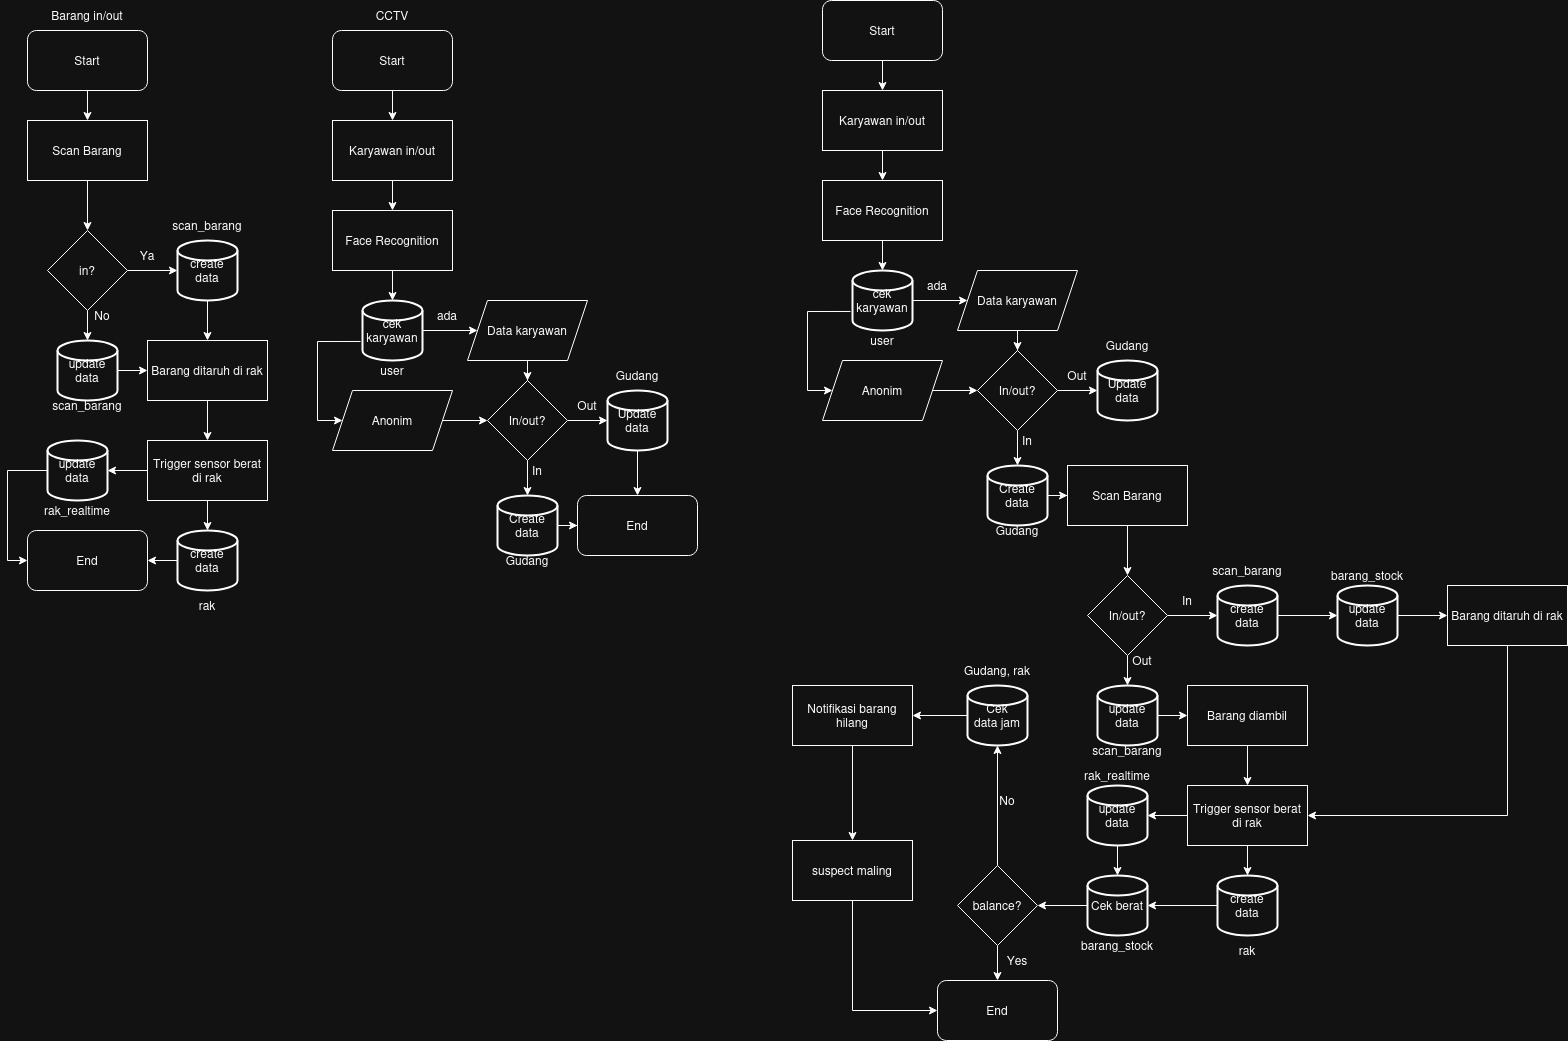 Barang in/out
Start
Scan Barang
in?
Ya
scan_barang
create
data
No
update
data
scan_barang
Barang ditaruh di rak
Trigger sensor berat
di rak
update
data
rak_realtime
create
data
rak
End
CCTV
Start
Karyawan in/out
Face Recognition
cek
karyawan
user
ada
Data karyawan
Anonim
In/out?
Out
Gudang
Update
data
In
Create
data
Gudang
End
Start
Karyawan in/out
Face Recognition
cek
karyawan
user
ada
Data karyawan
Anonim
In/out?
Out
Gudang
Update
data
In
Create
data
Gudang
Scan Barang
In/out?
In
scan_barang
create
data
barang_stock
update
data
Barang ditaruh di rak
Out
update
data
scan_barang
Barang diambil
Trigger sensor berat
di rak
rak_realtime
update
data
create
data
rak
Cek berat
barang_stock
balance?
No
Gudang, rak
Cek
data jam
Notifikasi barang
hilang
suspect maling
Yes
End